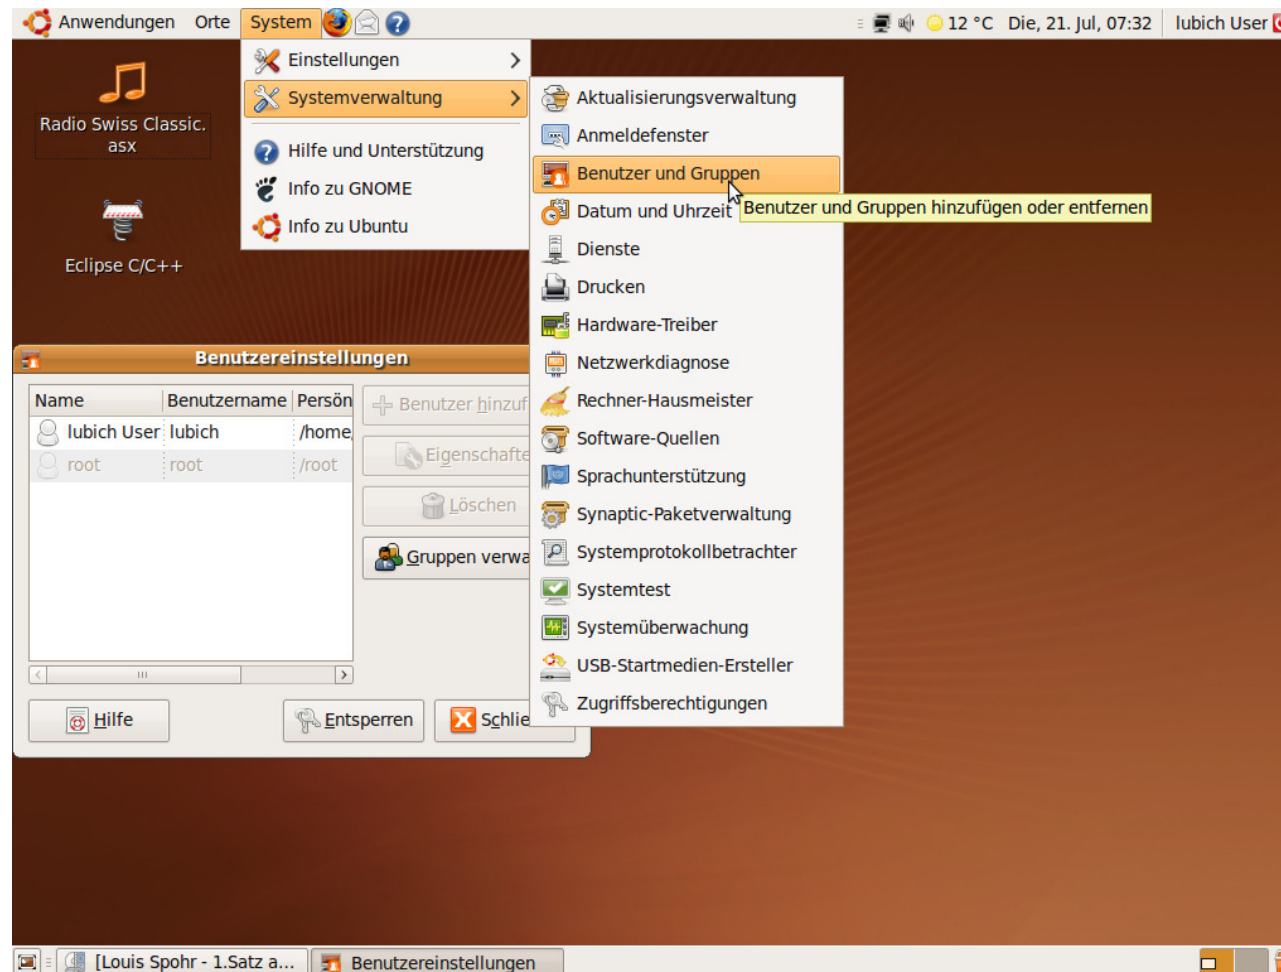 Anwendungen Orte System 12 °C Die, 21. Jul, 07:32 lubich User
Einstellungen
Systemverwaltung
Hilfe und Unterstützung
Info zu GNOME
Info zu Ubuntu
Aktualisierungsverwaltung
Anmeldefenster
Benutzer und Gruppen
Datum und Uhrzeit
Benutzer und Gruppen hinzufügen oder entfernen
Dienste
Drucken
Hardware-Treiber
Netzwerkdiagnose
Rechner-Hausmeister
Software-Quellen
Sprachunterstützung
Synaptic-Paketverwaltung
Systemprotokollbetrachter
Systemtest
Systemüberwachung
USB-Startmedien-Ersteller
Zugriffsberechtigungen
Radio Swiss Classic.
asx
Eclipse C/C++
Benutzereinstellungen
Name Benutzername Persön
lubich User lubich /home/
root root /root
Benutzer hinzuf
Eigenschafte
Löschen
Gruppen verwa
Hilfe Entsperren Schlie
[Louis Spohr - 1.Satz a... Benutzereinstellungen